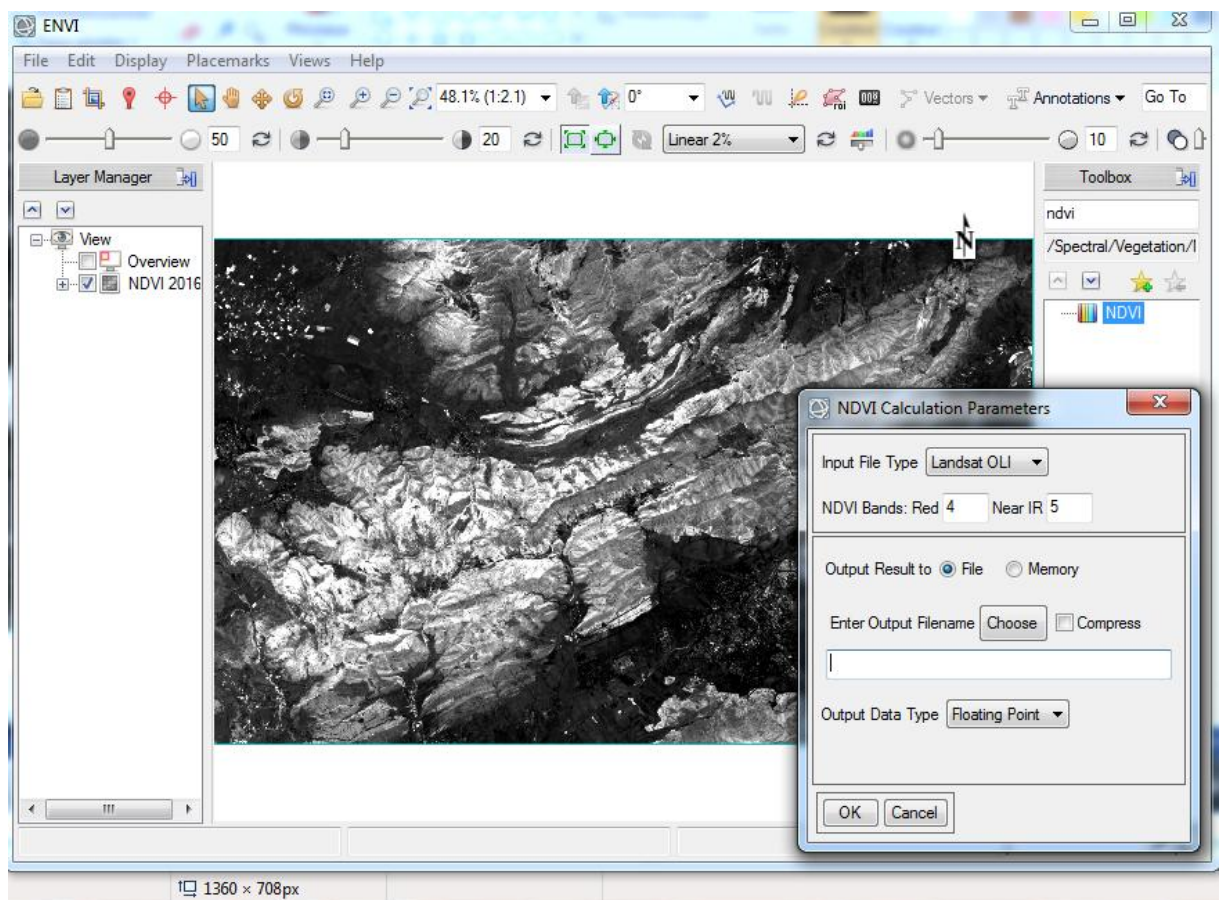 ENVI
File Edit Display Placemarks Views Help
48.1% (1:2.1) 0° Vectors Annotations Go To
50 20 Linear 2% 10
Layer Manager
View
Overview
NDVI 2016
N
Toolbox
ndvi
/Spectral/Vegetation/
NDVI
NDVI Calculation Parameters
Input File Type Landsat OLI
NDVI Bands: Red 4 Near IR 5
Output Result to File Memory
Enter Output Filename Choose Compress
Output Data Type Floating Point
OK Cancel
1360 × 708px